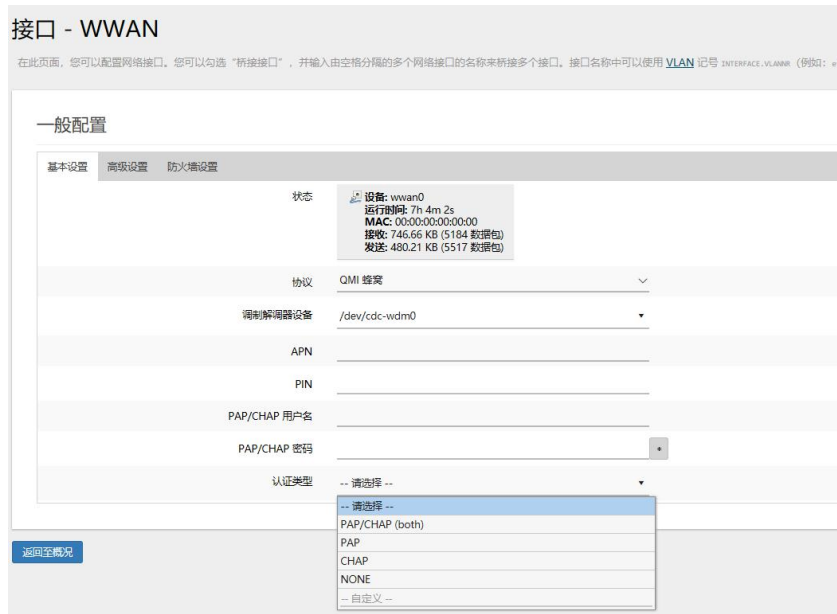 接口 - WWAN
在此页面，您可以配置网络接口。您可以勾选“桥接接口”，并输入由空格分隔的多个网络接口的名称来桥接多个接口。接口名称中可以使用 VLAN 记号 INTERFACE.VLANNR (例如：
一般配置
基本设置 高级设置 防火墙设置
状态
设备: wwan0
运行时间: 7h 4m 2s
MAC: 00:00:00:00:00:00
接收: 746.66 KB (5184 数据包)
发送: 480.21 KB (5517 数据包)
协议 QMI 蜂窝
调制解调器设备 /dev/cdc-wdm0
APN
PIN
PAP/CHAP 用户名
PAP/CHAP 密码 *
认证类型 -- 请选择 --
-- 请选择 --
PAP/CHAP (both)
PAP
CHAP
NONE
-- 自定义 --
返回至概况